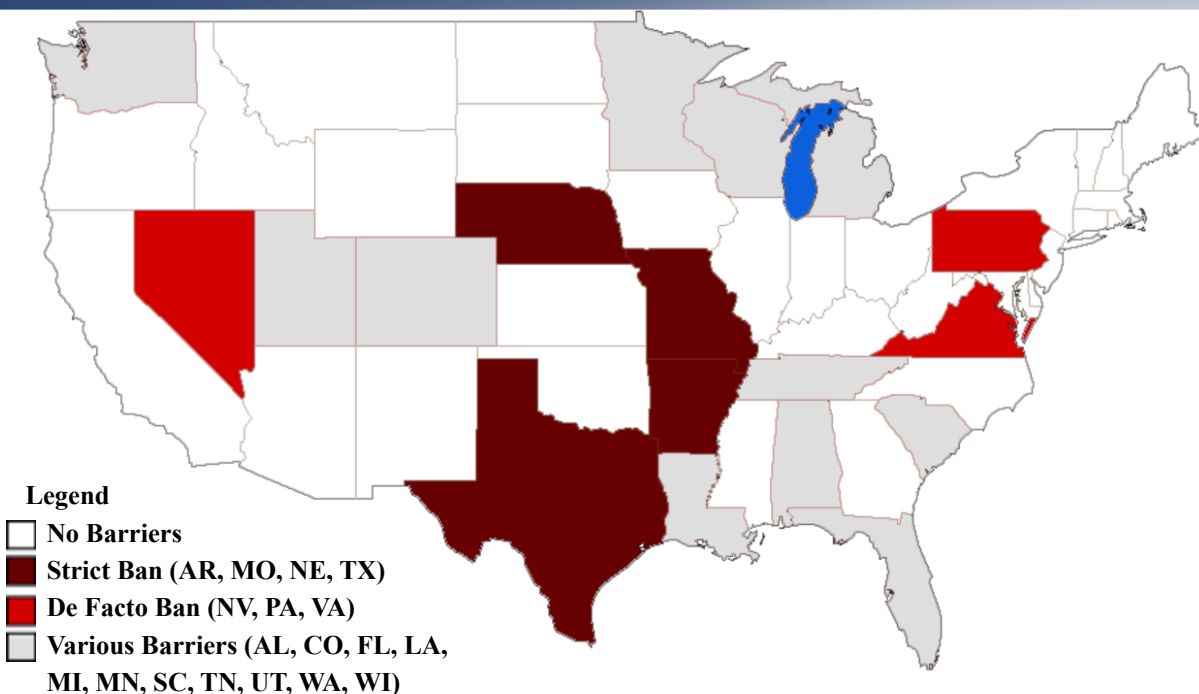 Legend
No Barriers
Strict Ban (AR, MO, NE, TX)
De Facto Ban (NV, PA, VA)
Various Barriers (AL, CO, FL, LA,
MI, MN, SC, TN, UT, WA, WI)